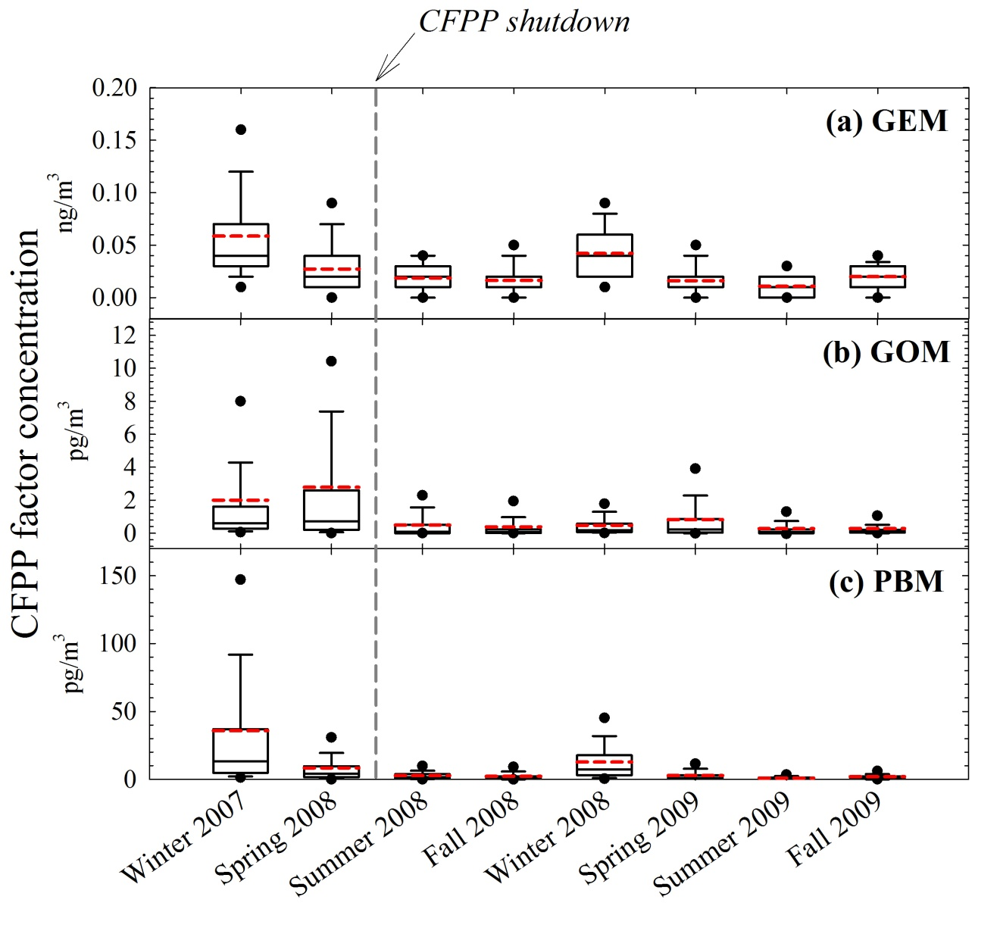 CFPP shutdown
CFPP factor concentration
ng/m³
0.20
0.15
0.10
0.05
0.00
(a) GEM
pg/m³
12
10
8
6
4
2
0
(b) GOM
pg/m³
150
100
50
0
(c) PBM
Winter 2007
Spring 2008
Summer 2008
Fall 2008
Winter 2008
Spring 2009
Summer 2009
Fall 2009